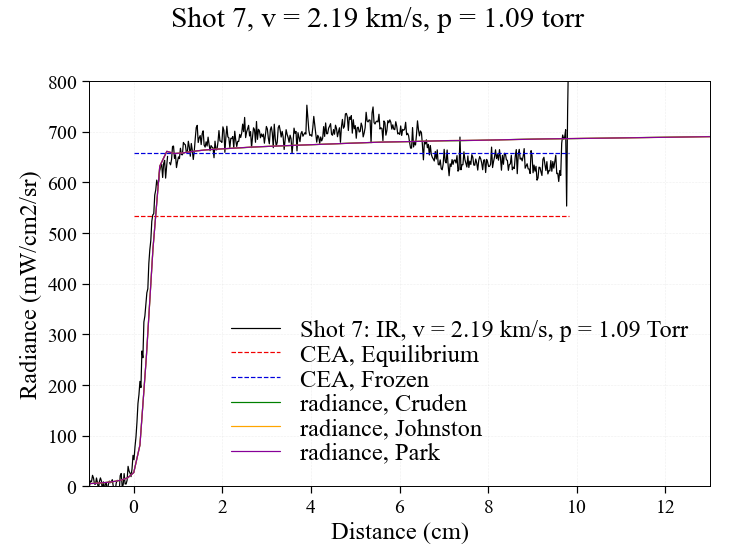 Shot 7, v = 2.19 km/s, p = 1.09 torr
800
700
600
500
400
300
200
100
0
Radiance (mW/cm2/sr)
Shot 7: IR, v = 2.19 km/s, p = 1.09 Torr
CEA, Equilibrium
CEA, Frozen
radiance, Cruden
radiance, Johnston
radiance, Park
0 2 4 6 8 10 12
Distance (cm)